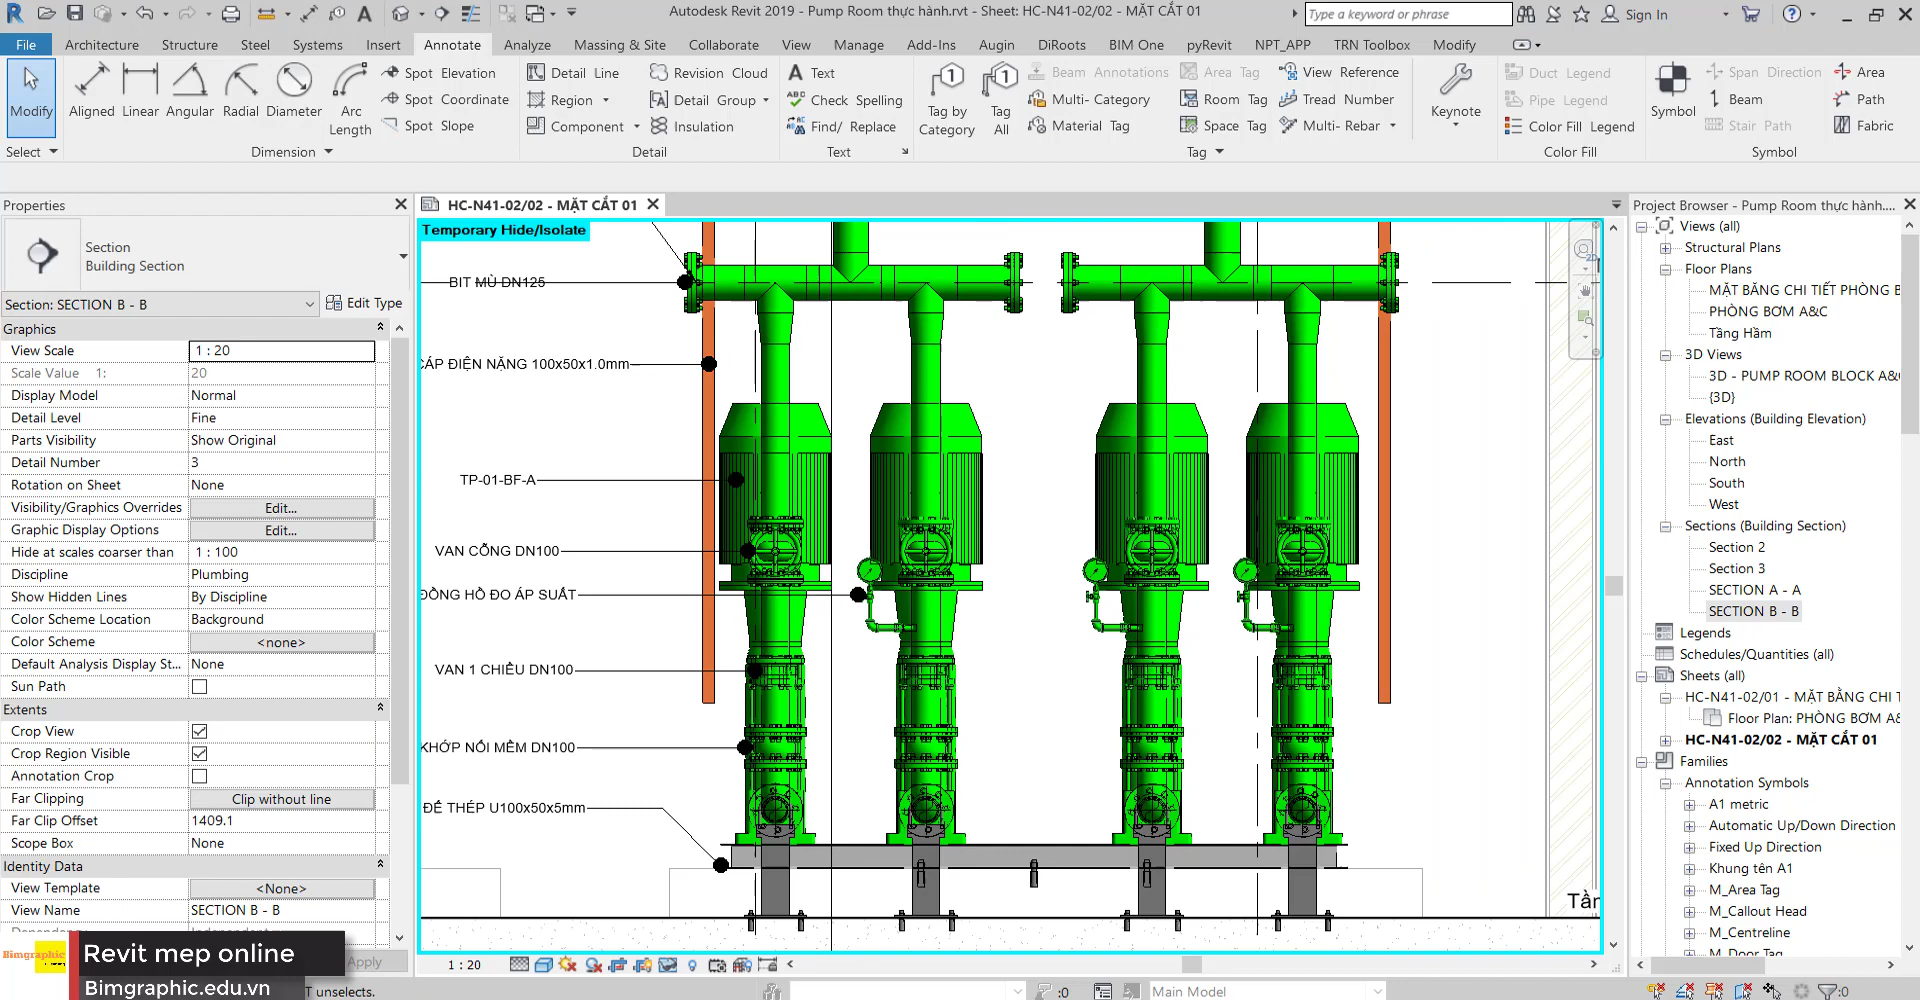 Autodesk Revit 2019 - Pump Room thực hành.rvt - Sheet: HC-N41-02/02 - MẶT CẮT 01
Type a keyword or phrase
Sign In
File Architecture Structure Steel Systems Insert Annotate Analyze Massing & Site Collaborate View Manage Add-Ins Augin DiRoots BIM One pyRevit NPT_APP TRN Toolbox Modify
Modify
Aligned Linear Angular Radial Diameter Arc Length
Spot Elevation
Spot Coordinate
Spot Slope
Detail Line
Region
Component
Revision Cloud
Detail Group
Insulation
Text
Check Spelling
Find/ Replace
Tag by Category
Tag All
Beam Annotations
Multi- Category
Material Tag
Area Tag
Room Tag
Space Tag
View Reference
Tread Number
Multi- Rebar
Keynote
Duct Legend
Pipe Legend
Color Fill Legend
Symbol
Span Direction
Beam
Stair Path
Area
Path
Fabric
Select Dimension Detail Text Tag Color Fill Symbol
Properties
Section
Building Section
Section: SECTION B - B
Edit Type
Graphics
View Scale 1 : 20
Scale Value 1: 20
Display Model Normal
Detail Level Fine
Parts Visibility Show Original
Detail Number 3
Rotation on Sheet None
Visibility/Graphics Overrides Edit...
Graphic Display Options Edit...
Hide at scales coarser than 1 : 100
Discipline Plumbing
Show Hidden Lines By Discipline
Color Scheme Location Background
Color Scheme <none>
Default Analysis Display St... None
Sun Path
Extents
Crop View
Crop Region Visible
Annotation Crop
Far Clipping Clip without line
Far Clip Offset 1409.1
Scope Box None
Identity Data
View Template <None>
View Name SECTION B - B
Apply
Bimgraphic
Revit mep online
Bimgraphic.edu.vn
T unselects.
HC-N41-02/02 - MẶT CẮT 01
Temporary Hide/Isolate
BIT MÙ DN125
CÁP ĐIỆN NẶNG 100x50x1.0mm
TP-01-BF-A
VAN CỔNG DN100
ĐỒNG HỒ ĐO ÁP SUẤT
VAN 1 CHIỀU DN100
KHỚP NỐI MỀM DN100
ĐẾ THÉP U100x50x5mm
Tần
2D
1 : 20
:0
Main Model
:0
Project Browser - Pump Room thực hành....
Views (all)
Structural Plans
Floor Plans
MẶT BẰNG CHI TIẾT PHÒNG B
PHÒNG BƠM A&C
Tầng Hầm
3D Views
3D - PUMP ROOM BLOCK A&
{3D}
Elevations (Building Elevation)
East
North
South
West
Sections (Building Section)
Section 2
Section 3
SECTION A - A
SECTION B - B
Legends
Schedules/Quantities (all)
Sheets (all)
HC-N41-02/01 - MẶT BẰNG CHI T
Floor Plan: PHÒNG BƠM A&
HC-N41-02/02 - MẶT CẮT 01
Families
Annotation Symbols
A1 metric
Automatic Up/Down Direction
Fixed Up Direction
Khung tên A1
M_Area Tag
M_Callout Head
M_Centreline
M_Door Tag